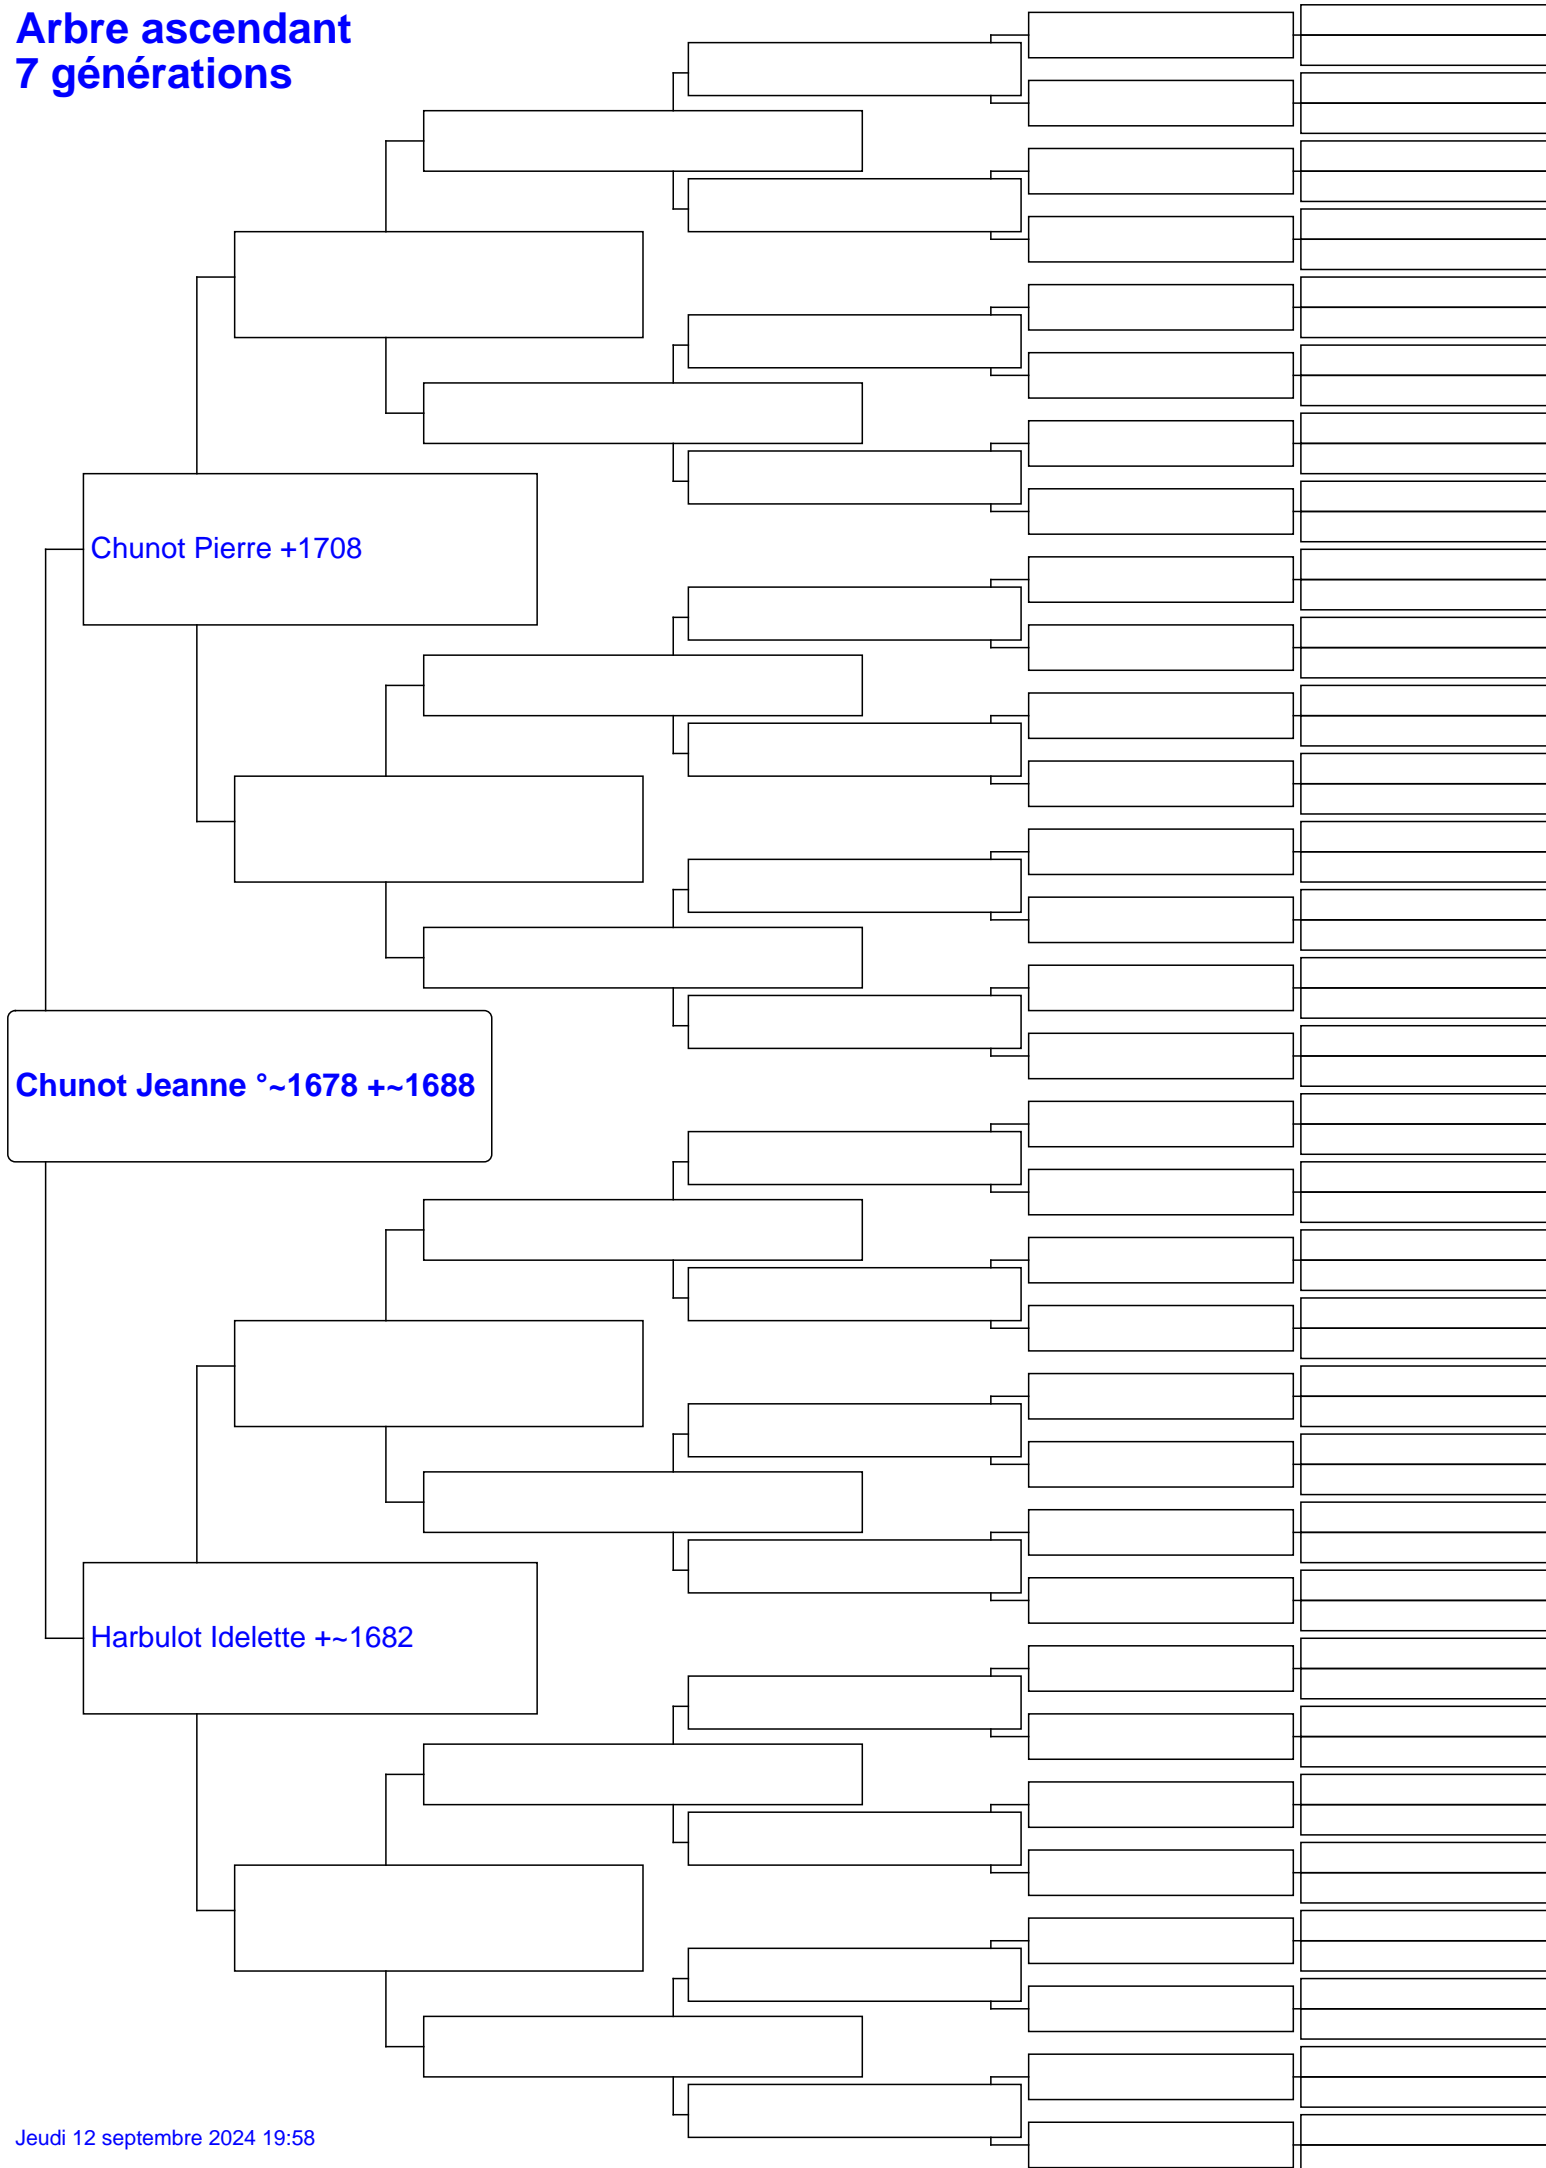 Arbre ascendant
7 générations
Chunot Pierre +1708
Chunot Jeanne °~1678 +~1688
Harbulot Idelette +~1682
Jeudi 12 septembre 2024 19:58